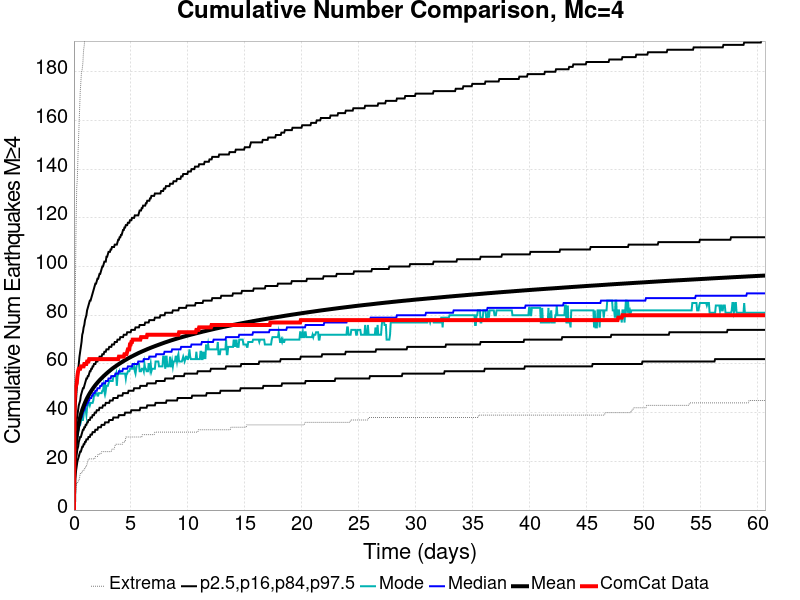 Cumulative Number Comparison, Mc=4
Cumulative Num Earthquakes M≥4
180
160
140
120
100
80
60
40
20
0
0 5 10 15 20 25 30 35 40 45 50 55 60
Time (days)
Extrema p2.5,p16,p84,p97.5 Mode Median Mean ComCat Data